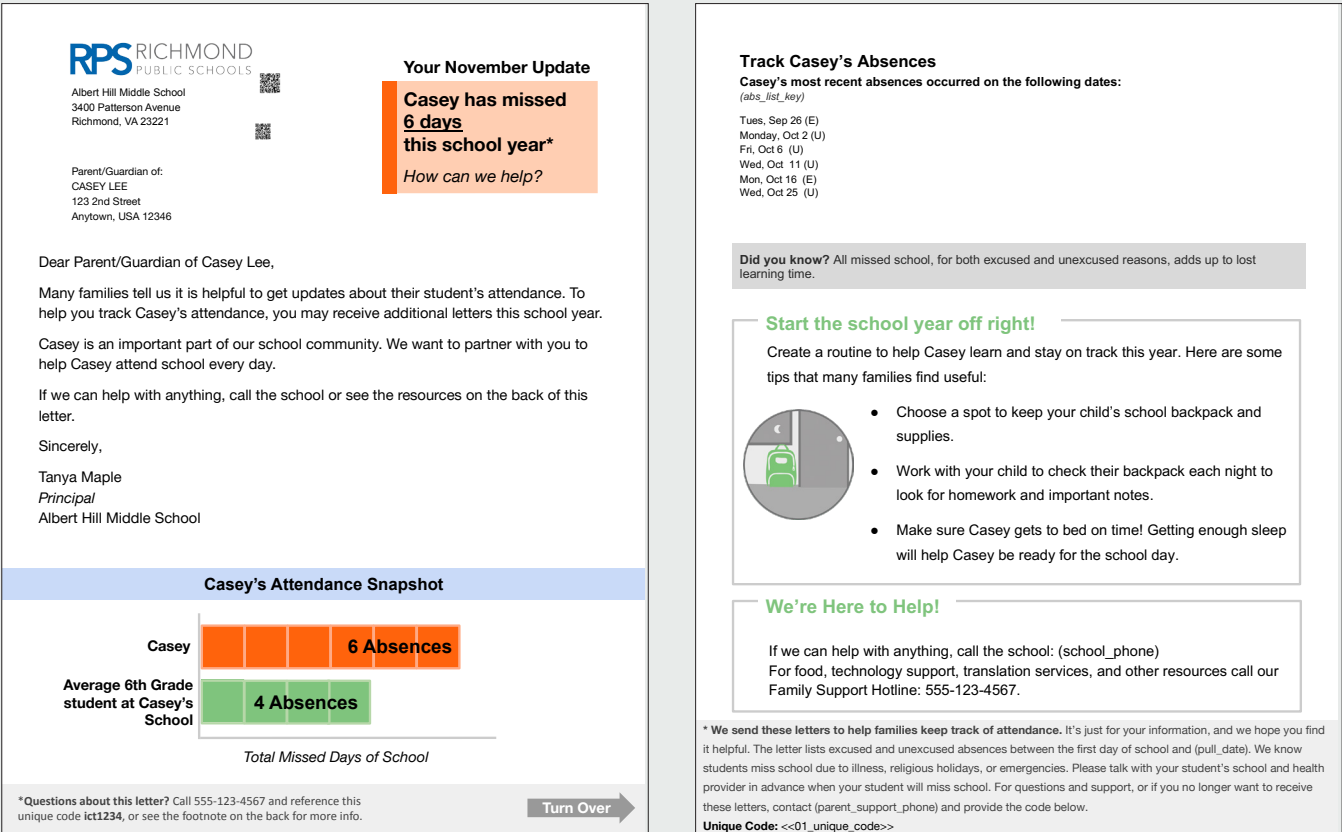 RPS RICHMOND
PUBLIC SCHOOLS
Albert Hill Middle School
3400 Patterson Avenue
Richmond, VA 23221
Parent/Guardian of:
CASEY LEE
123 2nd Street
Anytown, USA 12346
Your November Update
Casey has missed
6 days
this school year*
How can we help?
Dear Parent/Guardian of Casey Lee,
Many families tell us it is helpful to get updates about their student’s attendance. To
help you track Casey’s attendance, you may receive additional letters this school year.
Casey is an important part of our school community. We want to partner with you to
help Casey attend school every day.
If we can help with anything, call the school or see the resources on the back of this
letter.
Sincerely,
Tanya Maple
Principal
Albert Hill Middle School
Casey’s Attendance Snapshot
Casey
6 Absences
Average 6th Grade
student at Casey’s
School
4 Absences
Total Missed Days of School
*Questions about this letter? Call 555-123-4567 and reference this
unique code ict1234, or see the footnote on the back for more info.
Turn Over
Track Casey’s Absences
Casey’s most recent absences occurred on the following dates:
(abs_list_key)
Tues, Sep 26 (E)
Monday, Oct 2 (U)
Fri, Oct 6  (U)
Wed, Oct  11 (U)
Mon, Oct 16  (E)
Wed, Oct 25  (U)
Did you know? All missed school, for both excused and unexcused reasons, adds up to lost
learning time.
Start the school year off right!
Create a routine to help Casey learn and stay on track this year. Here are some
tips that many families find useful:
● Choose a spot to keep your child’s school backpack and
supplies.
● Work with your child to check their backpack each night to
look for homework and important notes.
● Make sure Casey gets to bed on time! Getting enough sleep
will help Casey be ready for the school day.
We’re Here to Help!
If we can help with anything, call the school: (school_phone)
For food, technology support, translation services, and other resources call our
Family Support Hotline: 555-123-4567.
* We send these letters to help families keep track of attendance. It’s just for your information, and we hope you find
it helpful. The letter lists excused and unexcused absences between the first day of school and (pull_date). We know
students miss school due to illness, religious holidays, or emergencies. Please talk with your student’s school and health
provider in advance when your student will miss school. For questions and support, or if you no longer want to receive
these letters, contact (parent_support_phone) and provide the code below.
Unique Code: <<01_unique_code>>